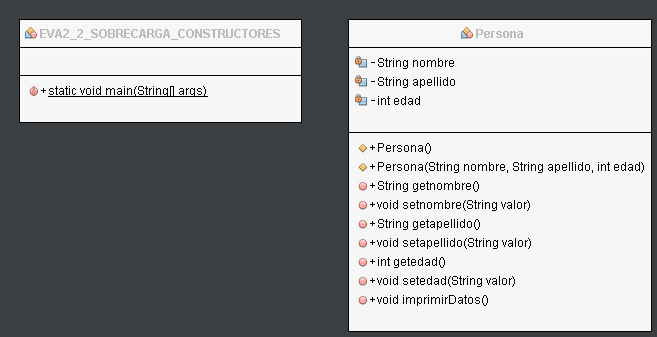 EVA2_2_SOBRECARGA_CONSTRUCTORES
+ static void main(String[] args)
Persona
- String nombre
- String apellido
- int edad
+ Persona()
+ Persona(String nombre, String apellido, int edad)
+ String getnombre()
+ void setnombre(String valor)
+ String getapellido()
+ void setapellido(String valor)
+ int getedad()
+ void setedad(String valor)
+ void imprimirDatos()